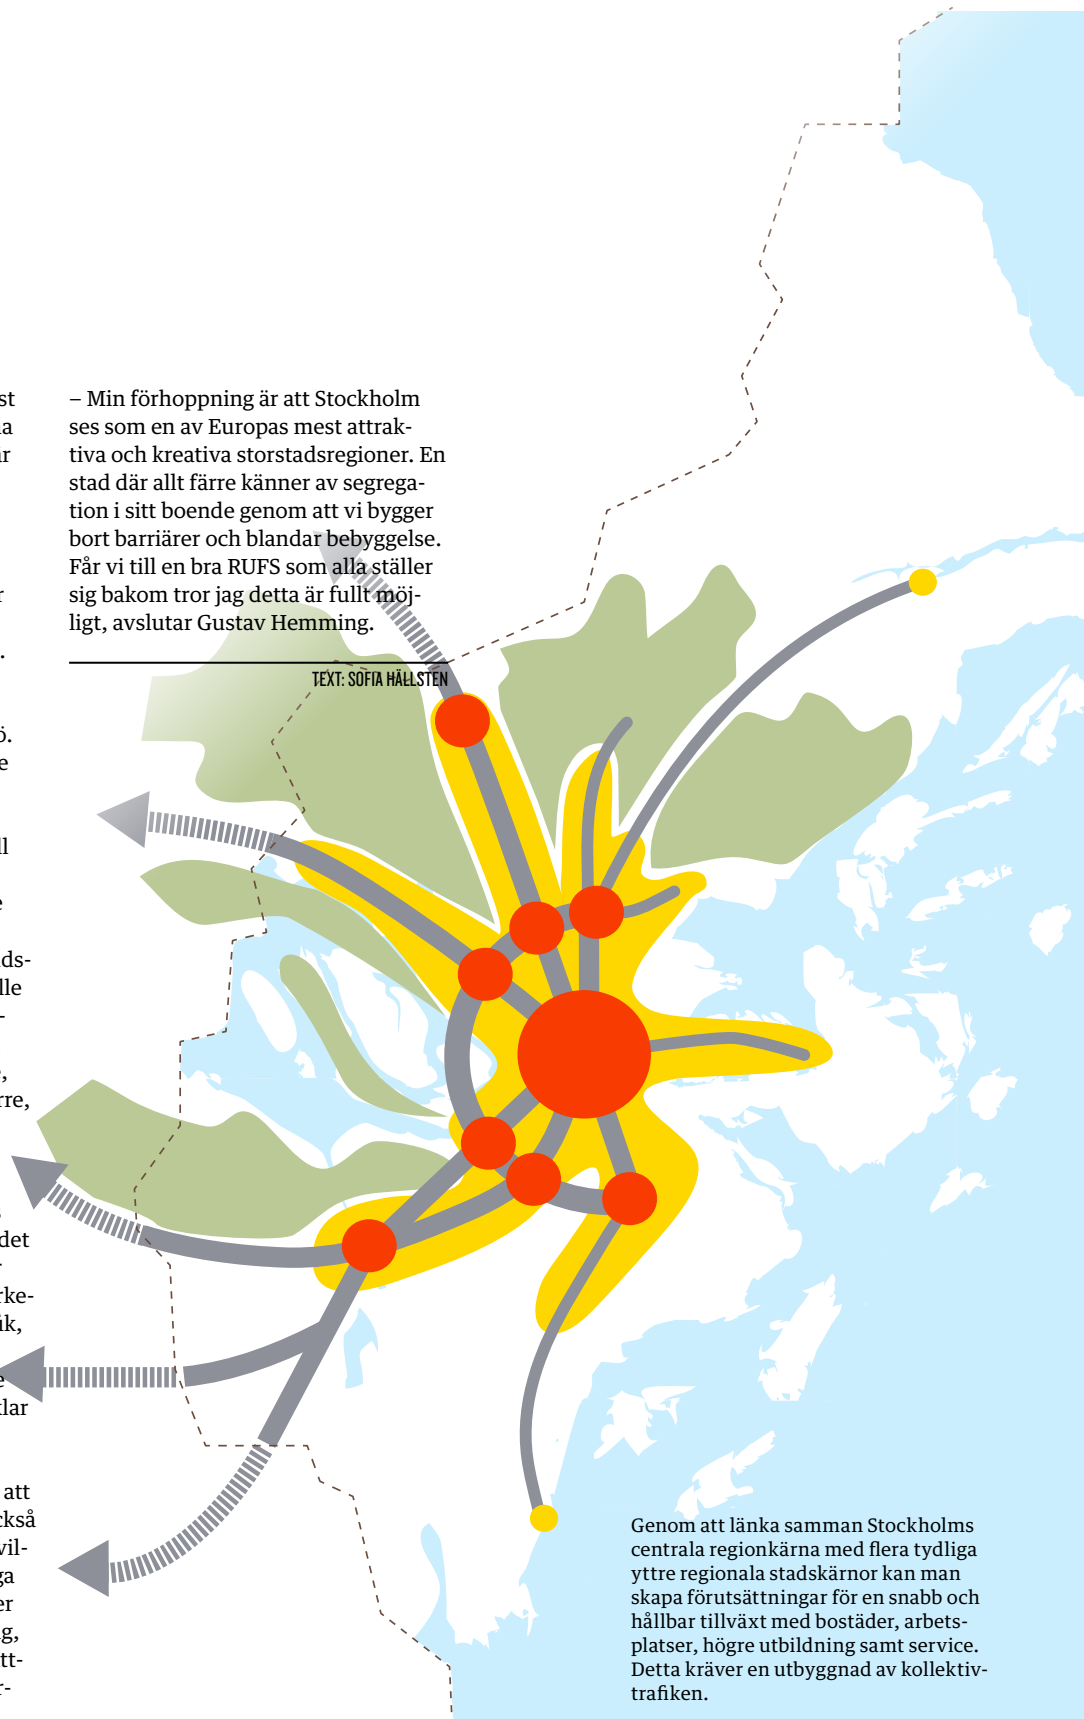 – Min förhoppning är att Stockholm
ses som en av Europas mest attrak-
tiva och kreativa storstadsregioner. En
stad där allt färre känner av segrega-
tion i sitt boende genom att vi bygger
bort barriärer och blandar bebyggelse.
Får vi till en bra RUFS som alla ställer
sig bakom tror jag detta är fullt möj-
ligt, avslutar Gustav Hemming.
TEXT: SOFIA HÄLLSTEN
att
Genom att länka samman Stockholms
centrala regionkärna med flera tydliga
yttre regionala stadskärnor kan man
skapa förutsättningar för en snabb och
hållbar tillväxt med bostäder, arbets-
platser, högre utbildning samt service.
Detta kräver en utbyggnad av kollektiv-
trafiken.